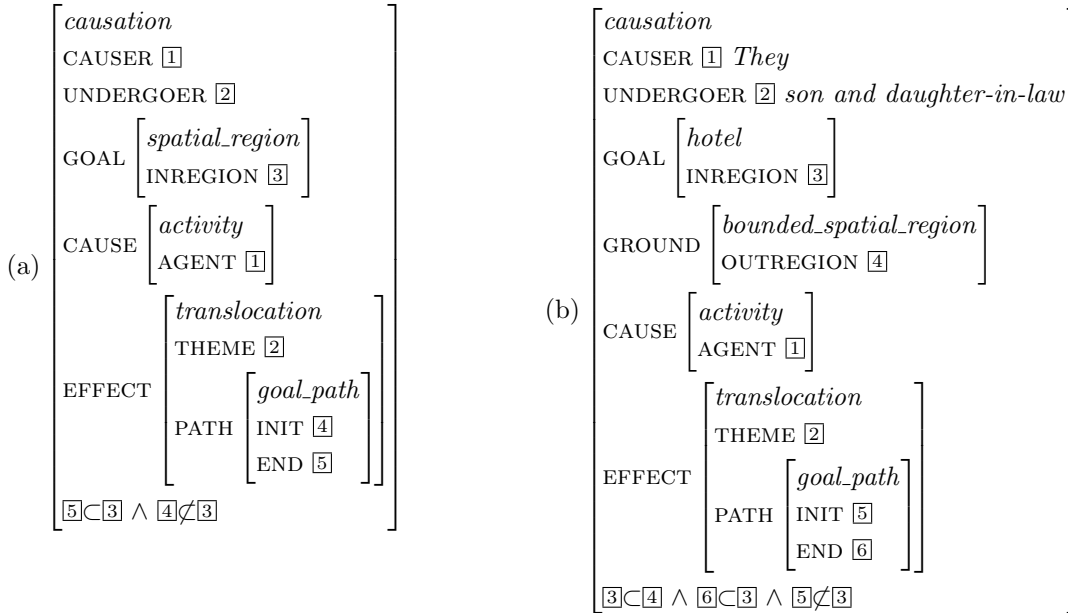 (a)
causation
CAUSER 1
UNDERGOER 2
GOAL
spatial_region
INREGION 3
CAUSE
activity
AGENT 1
EFFECT
translocation
THEME 2
PATH
goal_path
INIT 4
END 5
5⊂3 ∧ 4⊄3
(b)
causation
CAUSER 1 They
UNDERGOER 2 son and daughter-in-law
GOAL
hotel
INREGION 3
GROUND
bounded_spatial_region
OUTREGION 4
CAUSE
activity
AGENT 1
EFFECT
translocation
THEME 2
PATH
goal_path
INIT 5
END 6
3⊂4 ∧ 6⊂3 ∧ 5⊄3